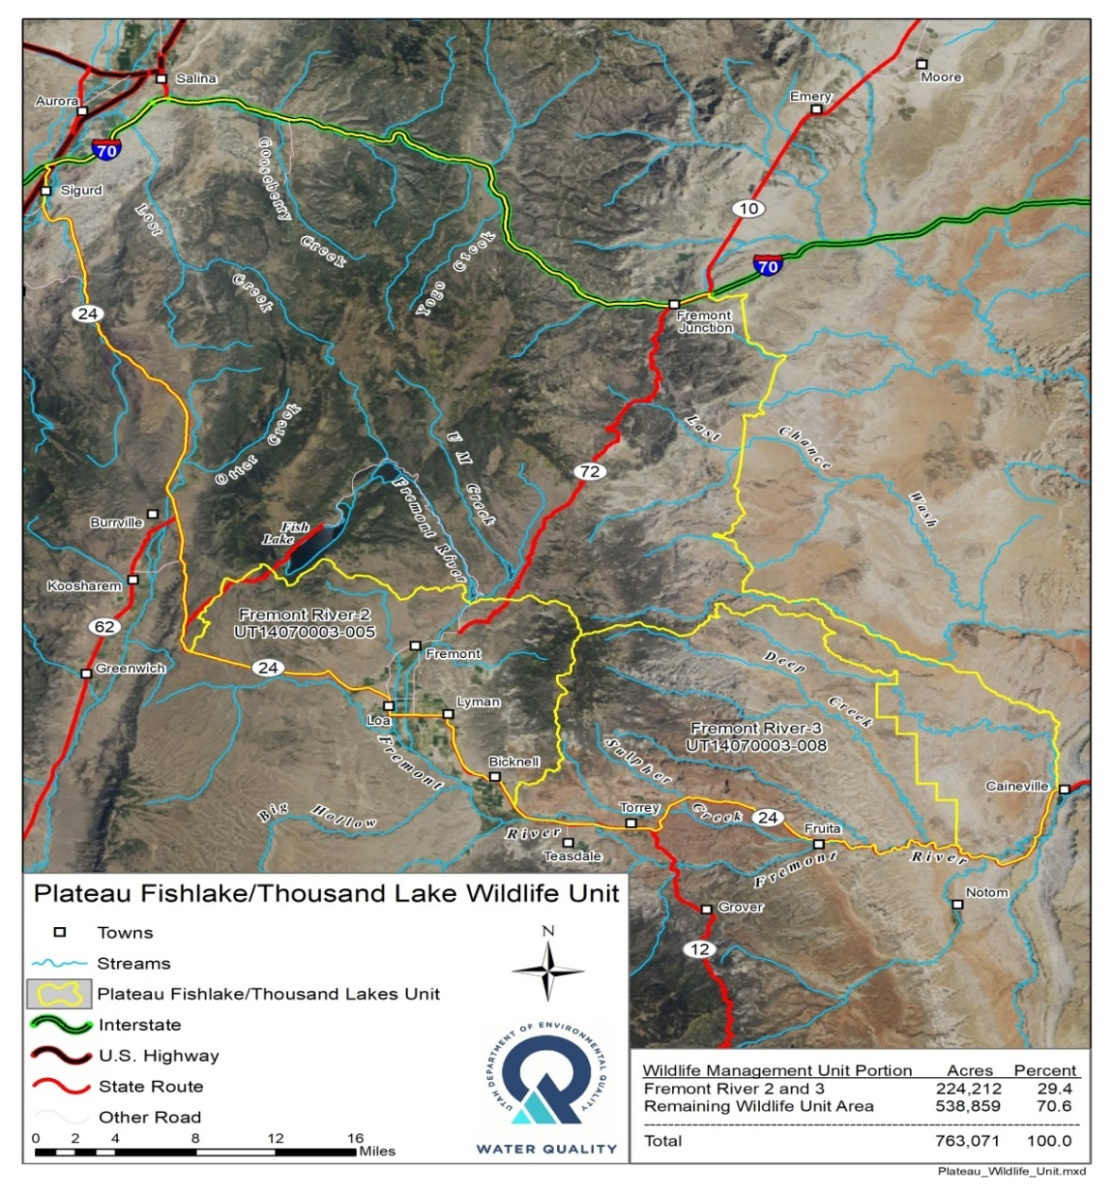 Salina
Moore
Aurora
Emery
70
Gooseberry Creek
Sigurd
Lost Creek
10
Yogo Creek
70
24
Fremont
Junction
Last Chance Wash
Otter Creek
U M Creek
72
Fremont River
Burrville
Fish
Lake
Koosharem
Fremont River-2
UT14070003-005
62
Greenwich
24
Fremont
Deep Creek
Loa
Lyman
Fremont River-3
UT14070003-008
Fremont River
Sulpher Creek
Bicknell
Caineville
Big Hollow
Torrey
24
Fruita
Teasdale
Fremont River
Notom
Grover
12
Plateau Fishlake/Thousand Lake Wildlife Unit
Towns
Streams
Plateau Fishlake/Thousand Lakes Unit
Interstate
U.S. Highway
State Route
Other Road
0 2 4 8 12 16
Miles
N
UTAH DEPARTMENT OF ENVIRONMENTAL QUALITY
WATER QUALITY
Wildlife Management Unit Portion Acres Percent
Fremont River 2 and 3 224,212 29.4
Remaining Wildlife Unit Area 538,859 70.6
Total 763,071 100.0
Plateau_Wildlife_Unit.mxd